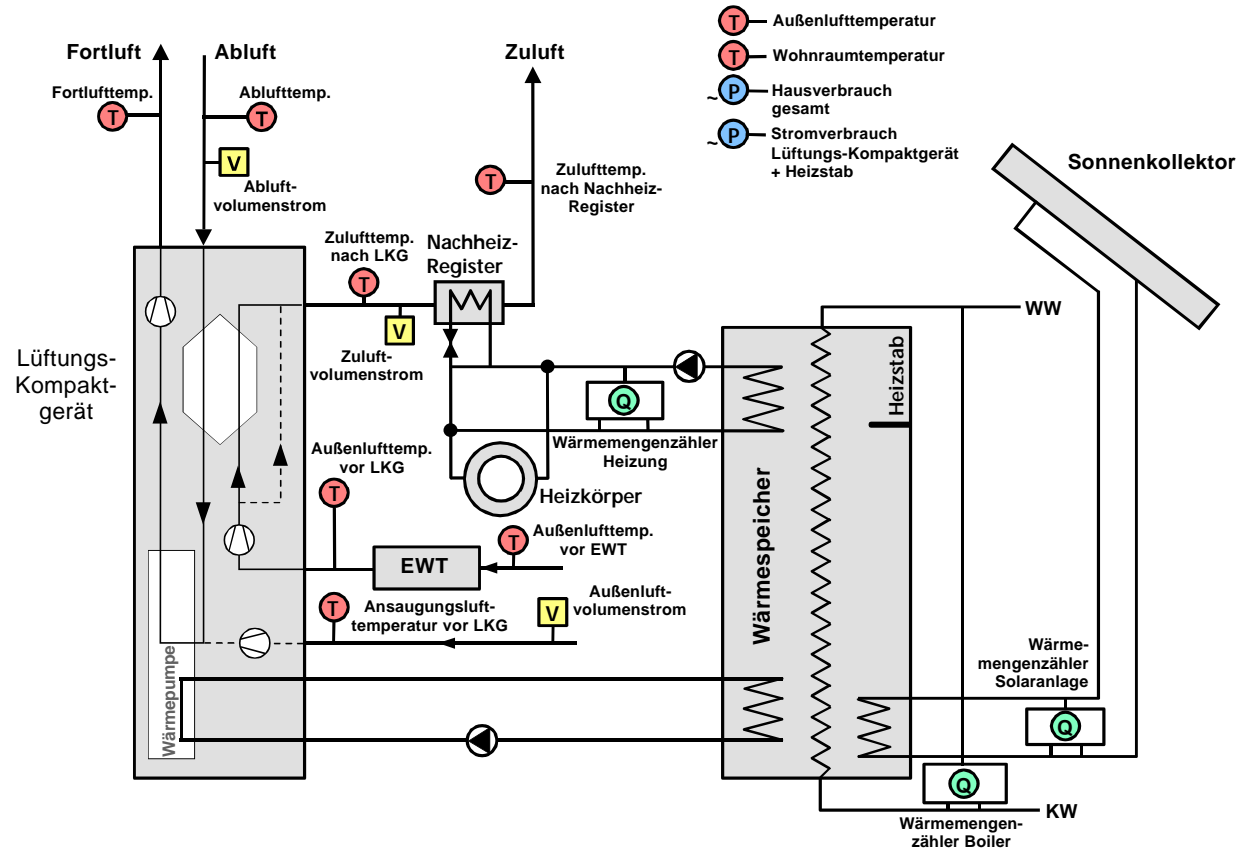 Fortluft
Abluft
Zuluft
T
Außenlufttemperatur
T
Wohnraumtemperatur
~
P
Hausverbrauch
gesamt
~
P
Stromverbrauch
Lüftungs-Kompaktgerät
+ Heizstab
Fortlufttemp.
T
Ablufttemp.
T
V
Abluft-
volumenstrom
T
Zulufttemp.
nach Nachheiz-
Register
Sonnenkollektor
Zulufttemp.
nach LKG
T
V
Zuluft-
volumenstrom
Nachheiz-
Register
Lüftungs-
Kompakt-
gerät
WW
Heizstab
Q
Wärmemengenzähler
Heizung
Heizkörper
Außenlufttemp.
vor LKG
T
EWT
T
Außenlufttemp.
vor EWT
T
Ansaugungsluft-
temperatur vor LKG
V
Außenluft-
volumenstrom
Wärmepumpe
Wärmespeicher
Wärme-
mengenzähler
Solaranlage
Q
Q
KW
Wärmemengen-
zähler Boiler